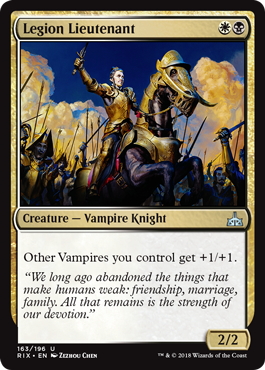 Legion Lieutenant
Creature — Vampire Knight
Other Vampires you control get +1/+1.
“We long ago abandoned the things that
make humans weak: friendship, marriage,
family. All that remains is the strength of
our devotion.”
2/2
163/196 U
RIX • EN Zezhou Chen
™ & © 2018 Wizards of the Coast